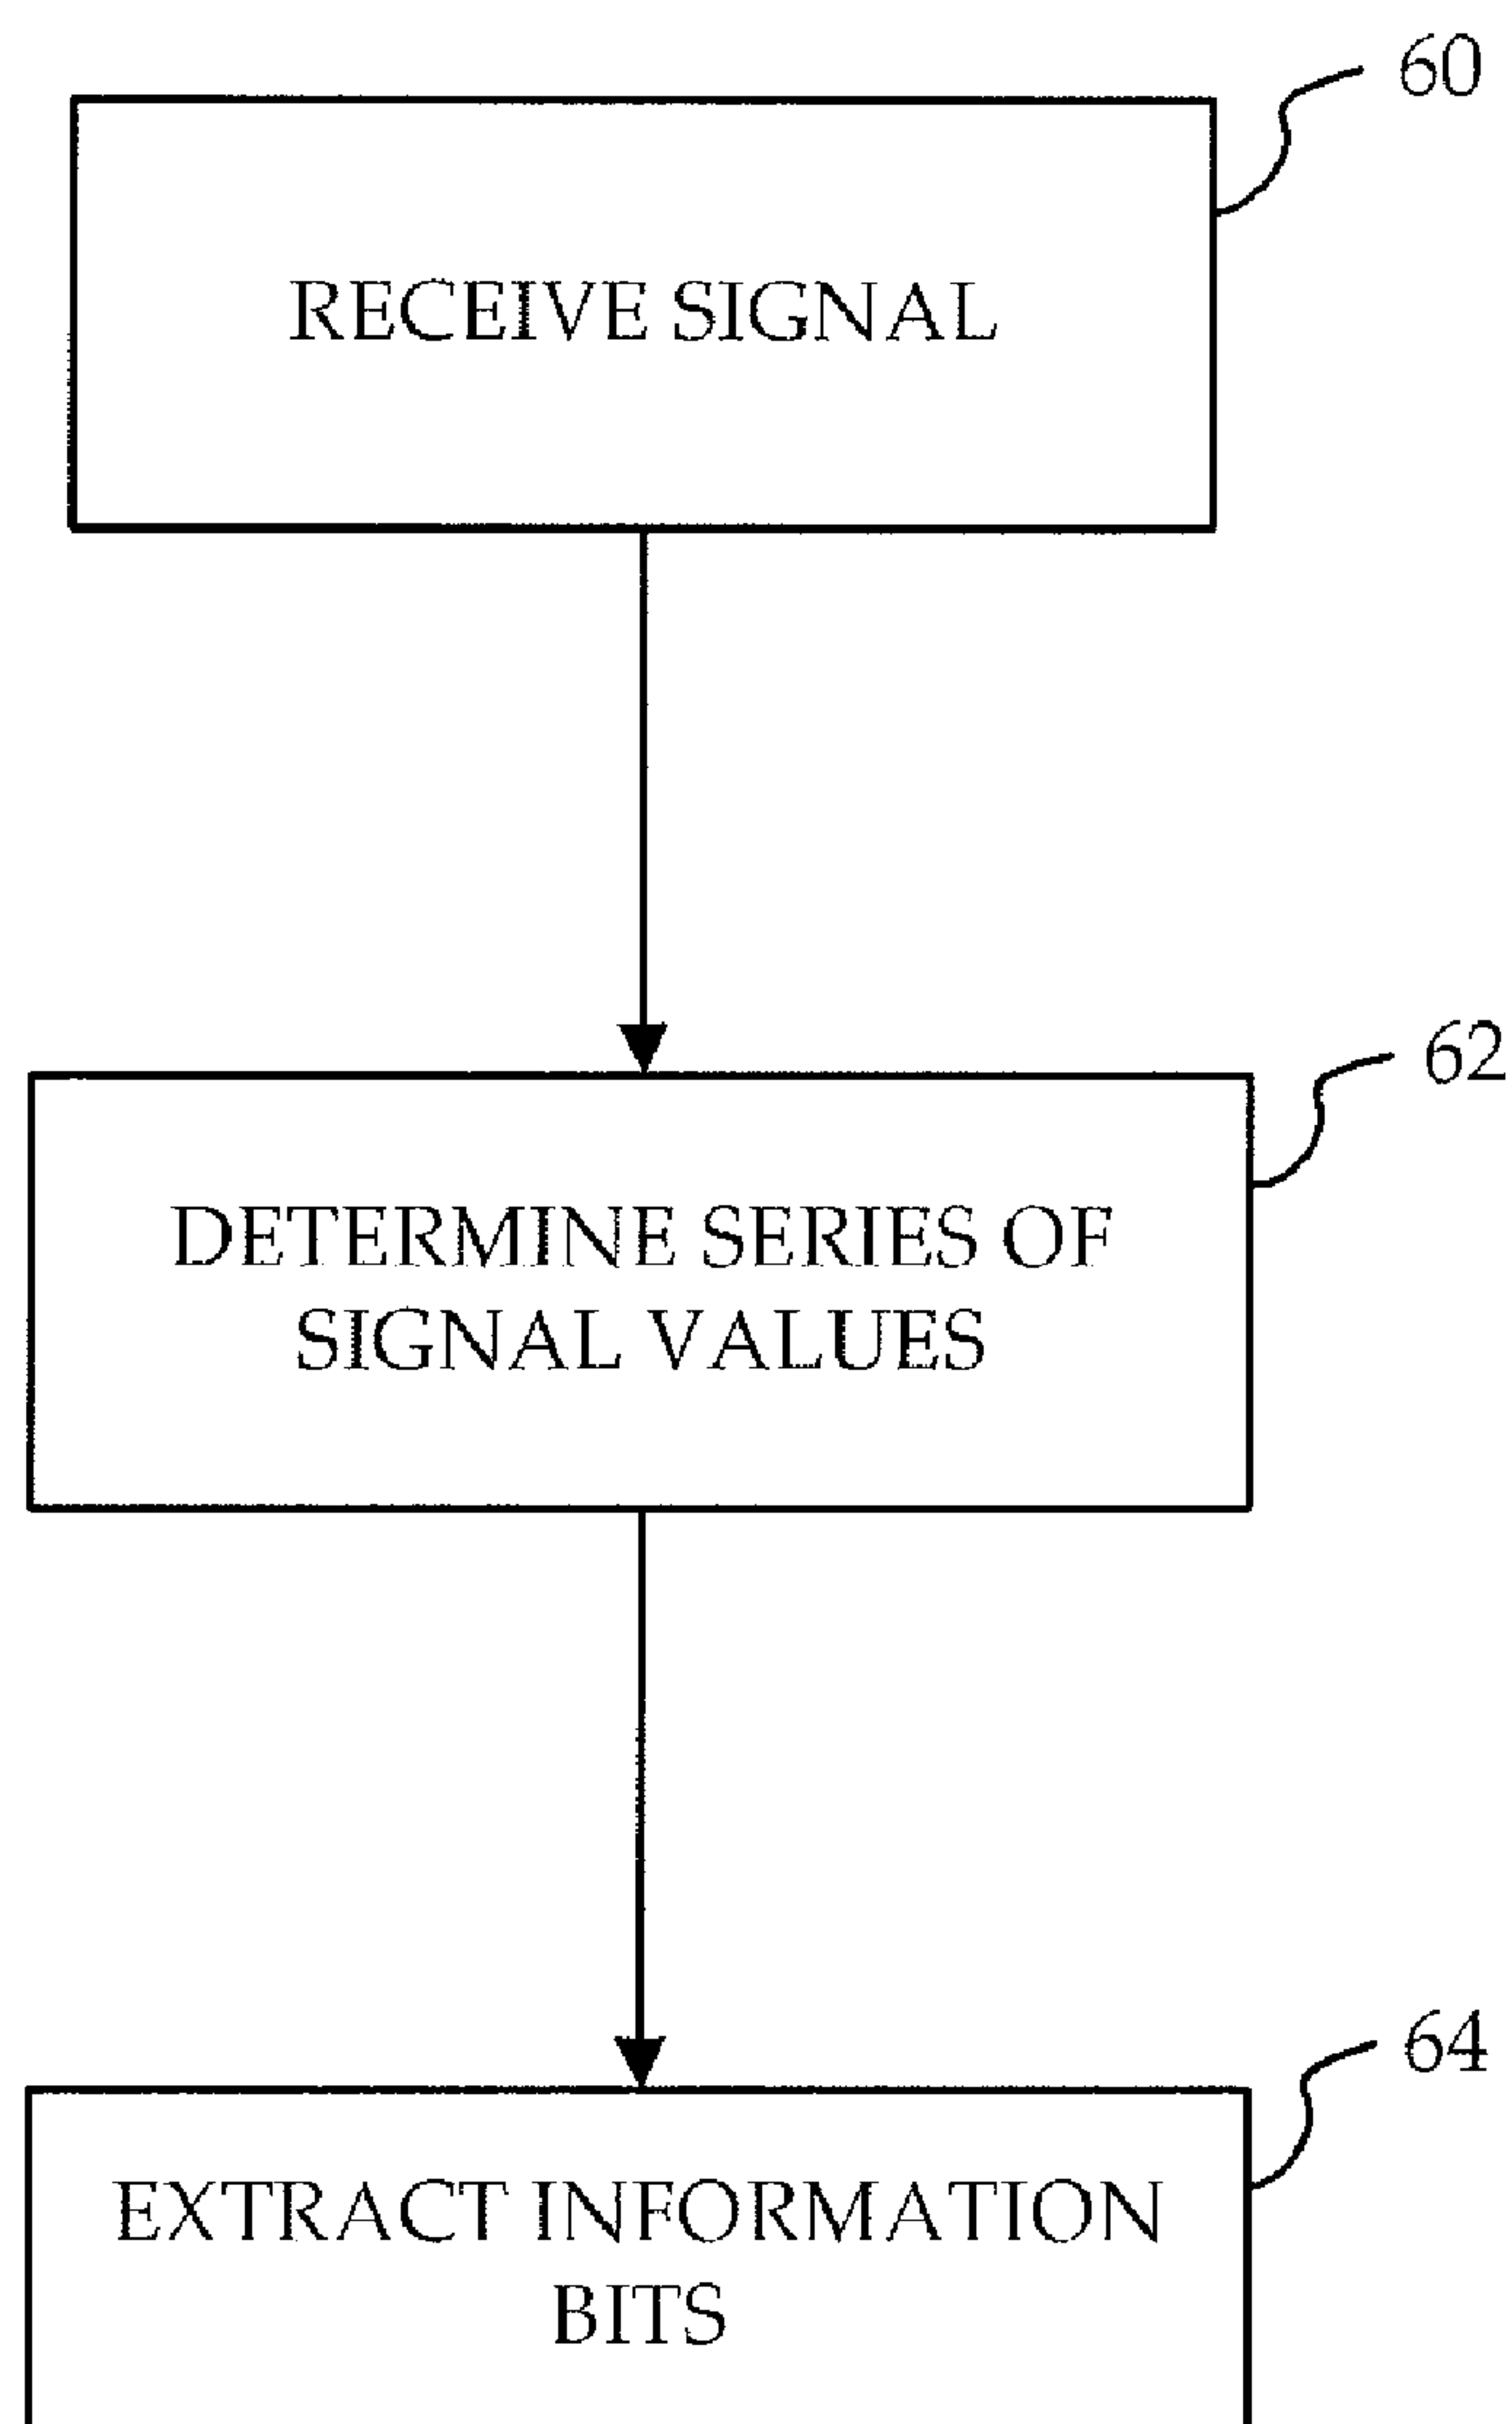 60
RECEIVE SIGNAL
62
DETERMINE SERIES OF
SIGNAL VALUES
64
EXTRACT INFORMATION
BITS